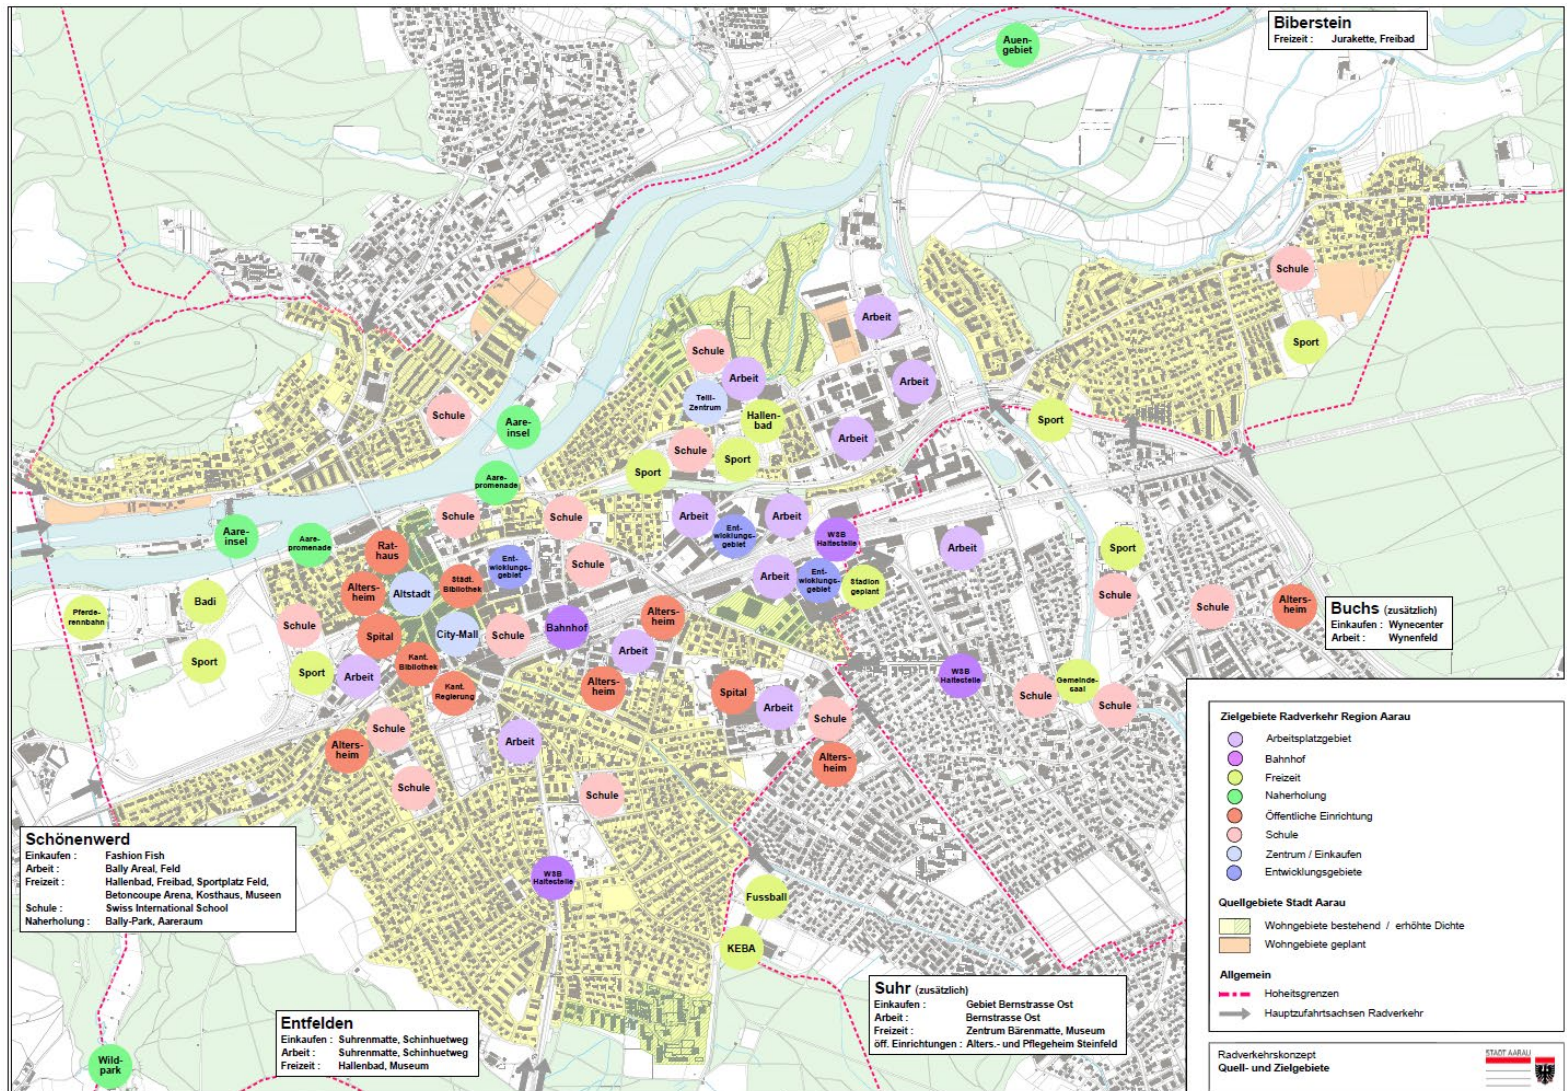 Biberstein
Freizeit : Jurakette, Freibad
Auen-
gebiet
Schule
Sport
Arbeit
Schule
Arbeit
Arbeit
Telli-
Zentrum
Hallen-
bad
Schule
Aare-
insel
Sport
Arbeit
Schule
Sport
Sport
Aare-
promenade
Schule
Schule
Arbeit
Arbeit
Ent-
wicklungs-
gebiet
WSB
Haltestelle
Aare-
insel
Aare-
promenade
Rat-
haus
Arbeit
Sport
Ent-
wicklungs-
gebiet
Schule
Städt.
Bibliothek
Arbeit
Ent-
wicklungs-
gebiet
Stadion
geplant
Alters-
heim
Altstadt
Schule
Schule
Alters-
heim
Badi
Pferde-
rennbahn
Schule
Spital
City-Mall
Schule
Bahnhof
Alters-
heim
Buchs (zusätzlich)
Einkaufen : Wynecenter
Arbeit : Wynenfeld
Sport
Sport
Arbeit
Kant.
Bibliothek
Kant.
Regierung
Arbeit
Alters-
heim
Spital
Arbeit
WSB
Haltestelle
Schule
Gemeinde-
saal
Schule
Schule
Schule
Alters-
heim
Arbeit
Alters-
heim
Schule
Schule
WSB
Haltestelle
Fussball
KEBA
Wild-
park
Schönenwerd
Einkaufen : Fashion Fish
Arbeit : Bally Areal, Feld
Freizeit : Hallenbad, Freibad, Sportplatz Feld,
Betoncoupe Arena, Kosthaus, Museen
Schule : Swiss International School
Naherholung : Bally-Park, Aareraum
Entfelden
Einkaufen : Suhrenmatte, Schinhuetweg
Arbeit : Suhrenmatte, Schinhuetweg
Freizeit : Hallenbad, Museum
Suhr (zusätzlich)
Einkaufen : Gebiet Bernstrasse Ost
Arbeit : Bernstrasse Ost
Freizeit : Zentrum Bärenmatte, Museum
öff. Einrichtungen : Alters.- und Pflegeheim Steinfeld
Zielgebiete Radverkehr Region Aarau
Arbeitsplatzgebiet
Bahnhof
Freizeit
Naherholung
Öffentliche Einrichtung
Schule
Zentrum / Einkaufen
Entwicklungsgebiete
Quellgebiete Stadt Aarau
Wohngebiete bestehend / erhöhte Dichte
Wohngebiete geplant
Allgemein
Hoheitsgrenzen
Hauptzufahrtsachsen Radverkehr
Radverkehrskonzept
Quell- und Zielgebiete
STADT AARAU